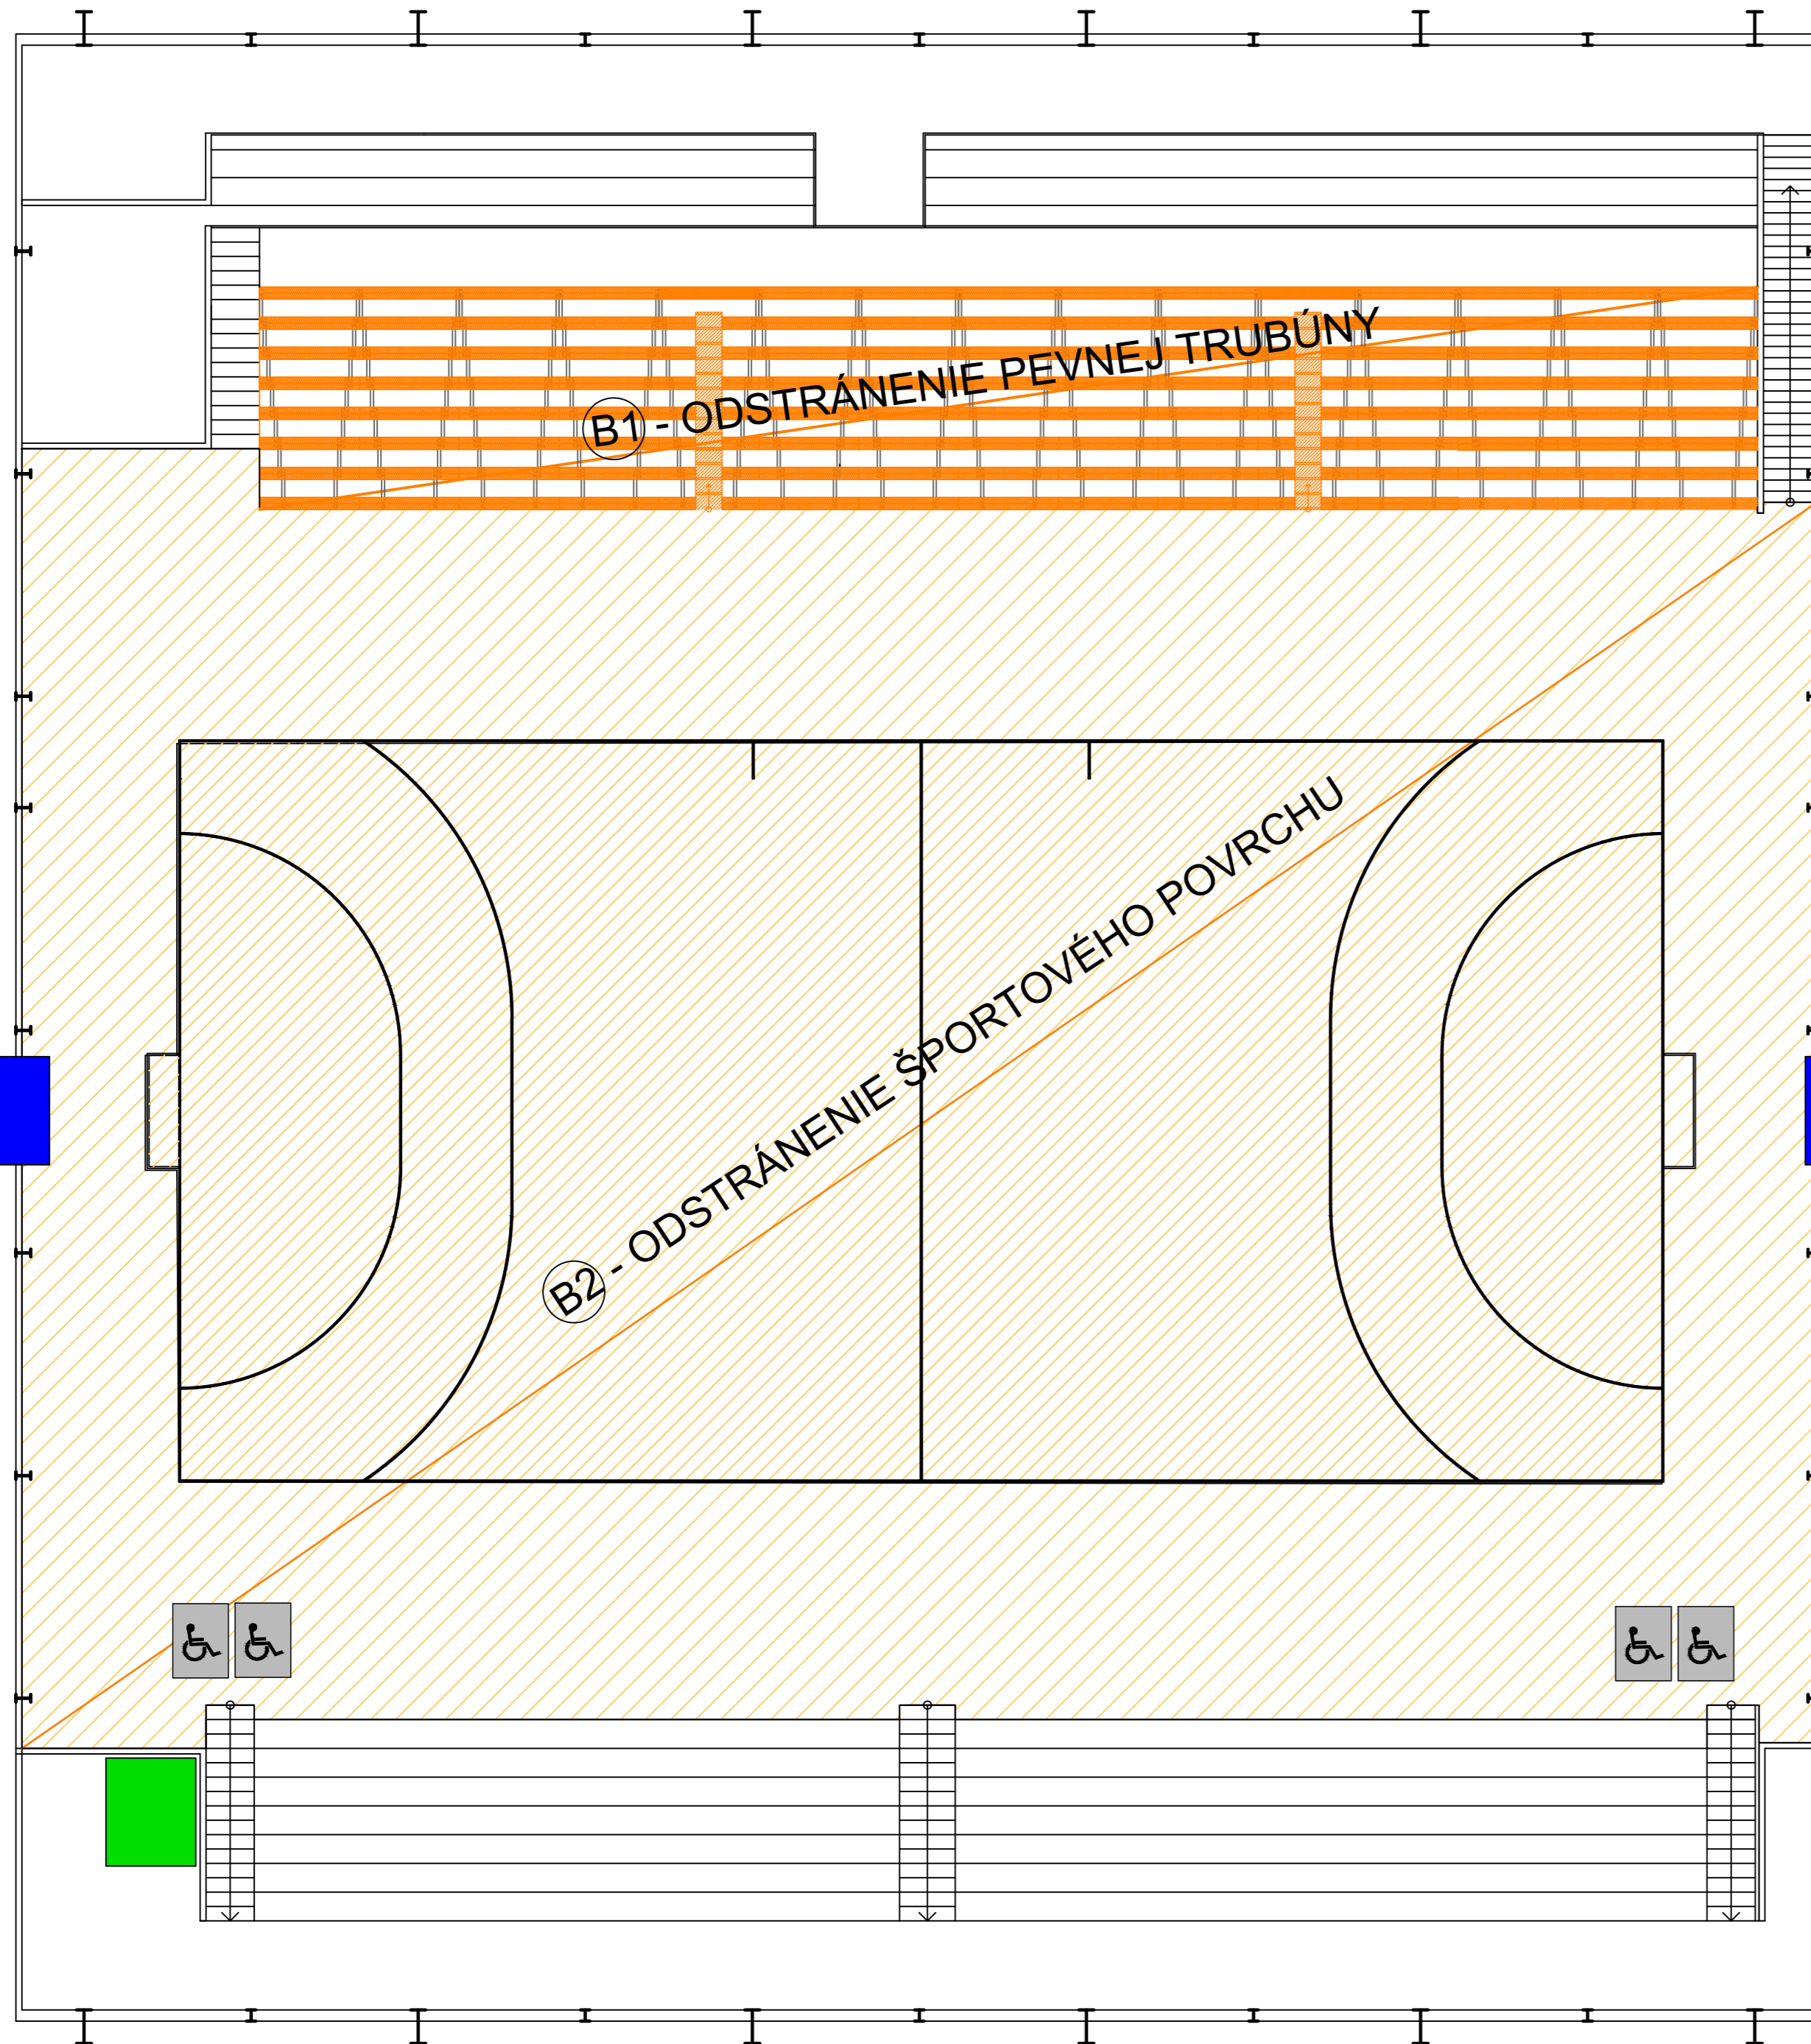 B1 - ODSTRÁNENIE PEVNEJ TRUBÚNY
B2 - ODSTRÁNENIE ŠPORTOVÉHO POVRCHU